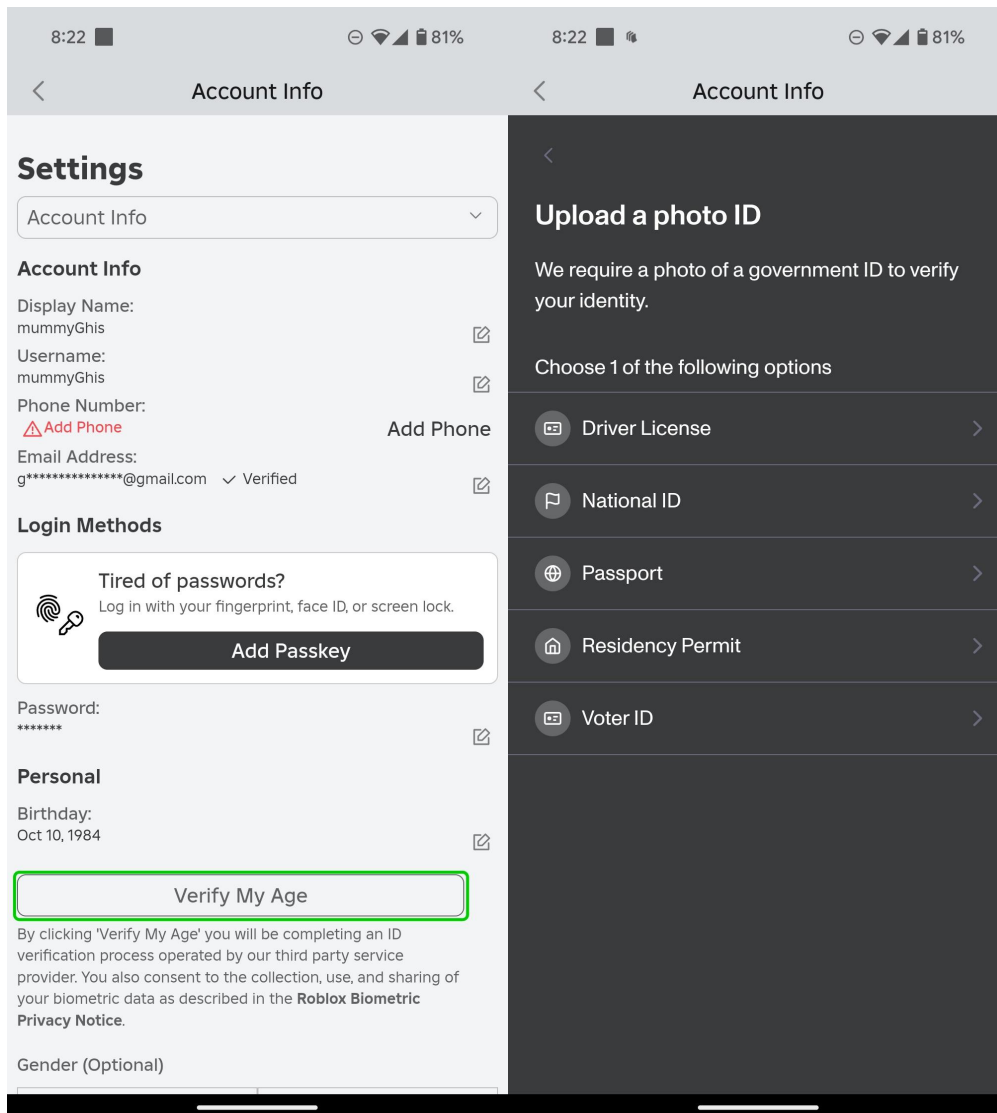 8:22
81%
Account Info
Settings
Account Info
Account Info
Display Name:
mummyGhis
Username:
mummyGhis
Phone Number:
Add Phone
Add Phone
Email Address:
g***************@gmail.com ✓ Verified
Login Methods
Tired of passwords?
Log in with your fingerprint, face ID, or screen lock.
Add Passkey
Password:
*******
Personal
Birthday:
Oct 10, 1984
Verify My Age
By clicking 'Verify My Age' you will be completing an ID
verification process operated by our third party service
provider. You also consent to the collection, use, and sharing of
your biometric data as described in the Roblox Biometric
Privacy Notice.
Gender (Optional)
8:22
81%
Account Info
Upload a photo ID
We require a photo of a government ID to verify
your identity.
Choose 1 of the following options
Driver License
National ID
Passport
Residency Permit
Voter ID